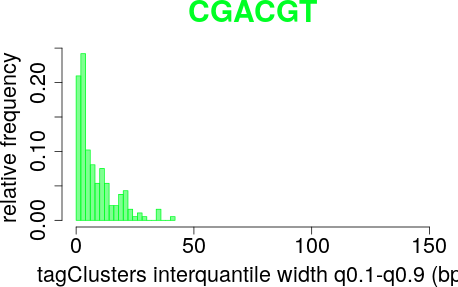 CGACGT
relative frequency
0.20
0.10
0.00
0 50 100 150
tagClusters interquantile width q0.1-q0.9 (bp